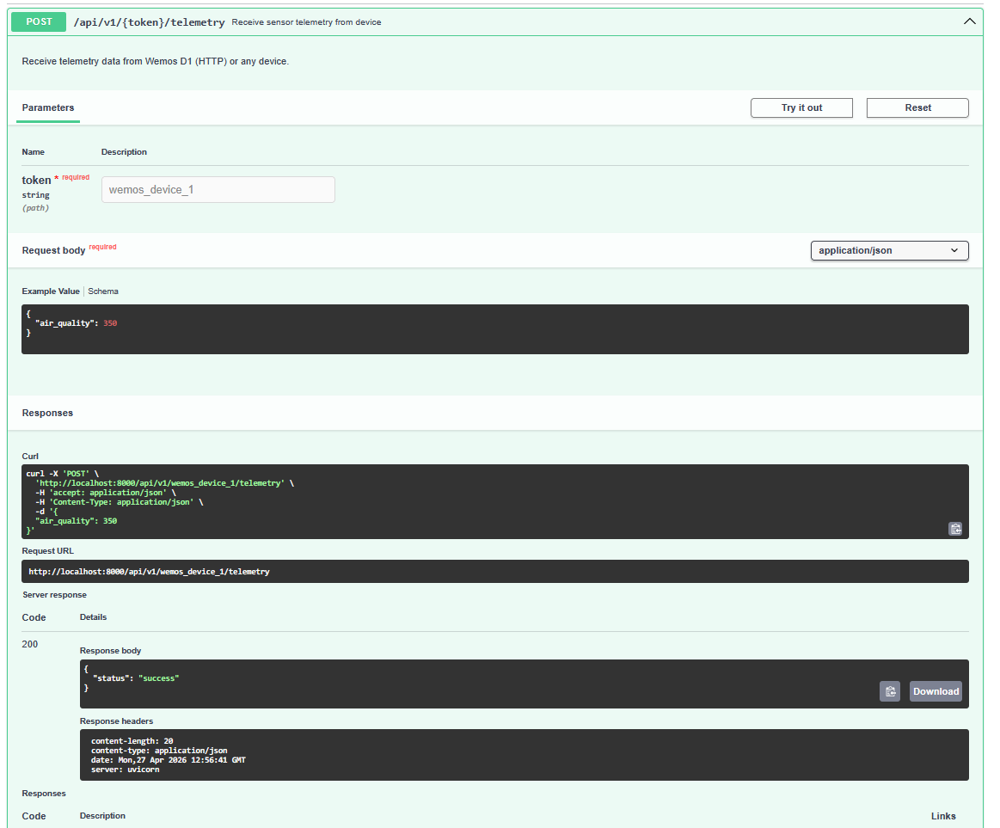 POST /api/v1/{token}/telemetry Receive sensor telemetry from device
Receive telemetry data from Wemos D1 (HTTP) or any device.
Parameters
Try it out
Reset
Name Description
token * required
string
(path)
wemos_device_1
Request body required
application/json
Example Value Schema
{
  "air_quality": 350
}
Responses
Curl
curl -X 'POST' \
  'http://localhost:8000/api/v1/wemos_device_1/telemetry' \
  -H 'accept: application/json' \
  -H 'Content-Type: application/json' \
  -d '{
  "air_quality": 350
}'
Request URL
http://localhost:8000/api/v1/wemos_device_1/telemetry
Server response
Code Details
200
Response body
{
  "status": "success"
}
Download
Response headers
content-length: 20
content-type: application/json
date: Mon,27 Apr 2026 12:56:41 GMT
server: uvicorn
Responses
Code Description Links